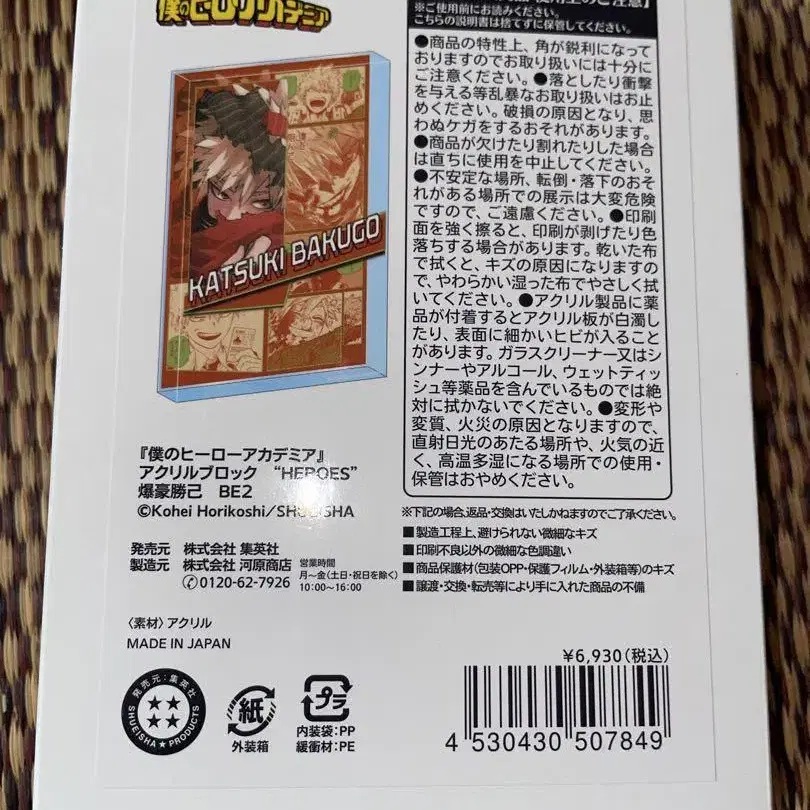 僕のヒーローアカデミア
使用上のご注意】
※ご使用前にお読みください。
こちらの説明書は捨てずに保管してください。
●商品の特性上、角が鋭利になって
おりますのでお取り扱いには十分に
ご注意ください。●落としたり衝撃
を与える等乱暴なお取り扱いはお止
めください。破損の原因となり、思
わぬケガをするおそれがあります。
●商品が欠けたり割れたりした場合
は直ちに使用を中止してください。
●不安定な場所、転倒・落下のおそ
れがある場所での展示は大変危険
ですので、ご遠慮ください。●印刷
面を強く擦ると、印刷が剥げたり色
落ちする場合があります。乾いた布
で拭くと、キズの原因になりますの
で、やわらかい湿った布でやさしく拭
いてください。●アクリル製品に薬
品が付着するとアクリル板が白濁し
たり、表面に細かいヒビが入ること
があります。ガラスクリーナー又はシ
ンナーやアルコール、ウェットティッ
シュ等薬品を含んでいるものでは絶
対に拭かないでください。●変形や
変質、火災の原因となりますので、
直射日光のあたる場所や、火気の近
く、高温多湿になる場所での使用・
保管はおやめください。
KATSUKI BAKUGO
『僕のヒーローアカデミア』
アクリルブロック “HEROES”
爆豪勝己 BE2
©Kohei Horikoshi/SHUEISHA
発売元 株式会社 集英社
製造元 株式会社 河原商店
✆0120-62-7926
営業時間
月〜金(土日・祝日を除く)
10:00〜16:00
※下記の場合、返品・交換はいたしかねますのでご了承ください。
■製造工程上、避けられない微細なキズ
■印刷不良以外の微細な色調違い
■商品保護材(包装OPP・保護フィルム・外装箱等)のキズ
■譲渡・交換・転売等により手に入れた商品の不備
〈素材〉アクリル
MADE IN JAPAN
¥6,930(税込)
発売元:集英社
SHUEISHA★PRODUCTS
紙
外装箱
プラ
内装袋:PP
緩衝材:PE
4 530430 507849